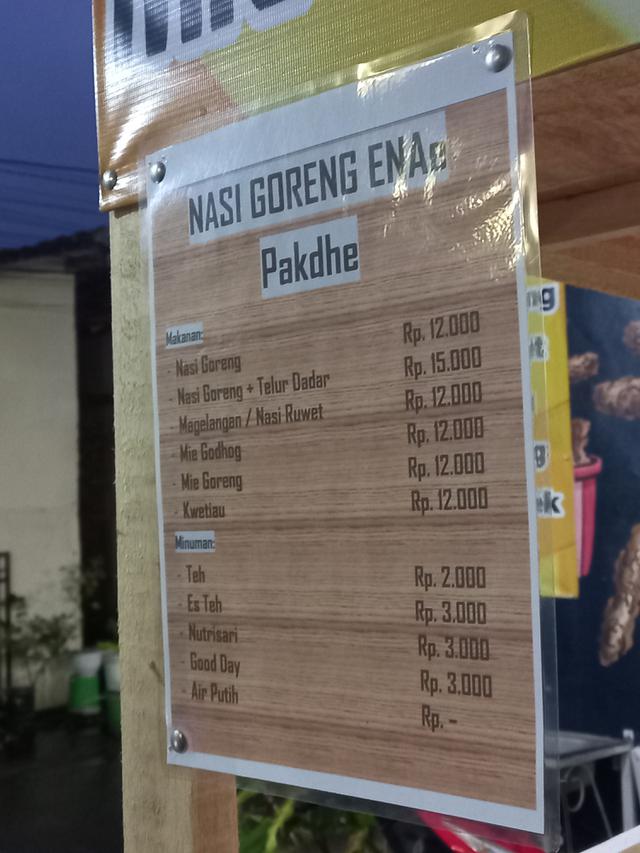 NASI GORENG ENAe
Pakdhe
Makanan:
- Nasi Goreng Rp. 12.000
- Nasi Goreng + Telur Dadar Rp. 15.000
- Magelangan / Nasi Ruwet Rp. 12.000
- Mie Godhog Rp. 12.000
- Mie Goreng Rp. 12.000
- Kwetiau Rp. 12.000
Minuman:
- Teh Rp. 2.000
- Es Teh Rp. 3.000
- Nutrisari Rp. 3.000
- Good Day Rp. 3.000
- Air Putih Rp. -